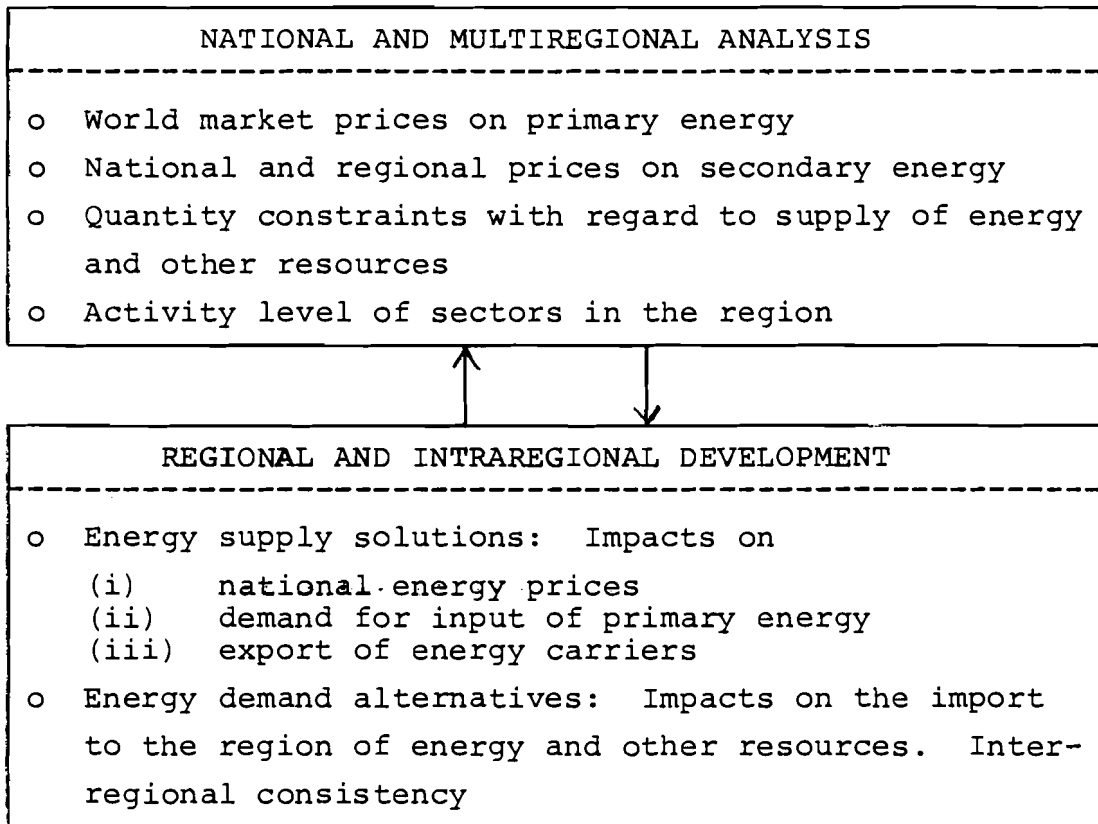 NATIONAL AND MULTIREGIONAL ANALYSIS
o World market prices on primary energy
o National and regional prices on secondary energy
o Quantity constraints with regard to supply of energy
and other resources
o Activity level of sectors in the region
REGIONAL AND INTRAREGIONAL DEVELOPMENT
o Energy supply solutions: Impacts on
(i) national energy prices
(ii) demand for input of primary energy
(iii) export of energy carriers
o Energy demand alternatives: Impacts on the import
to the region of energy and other resources. Inter-
regional consistency